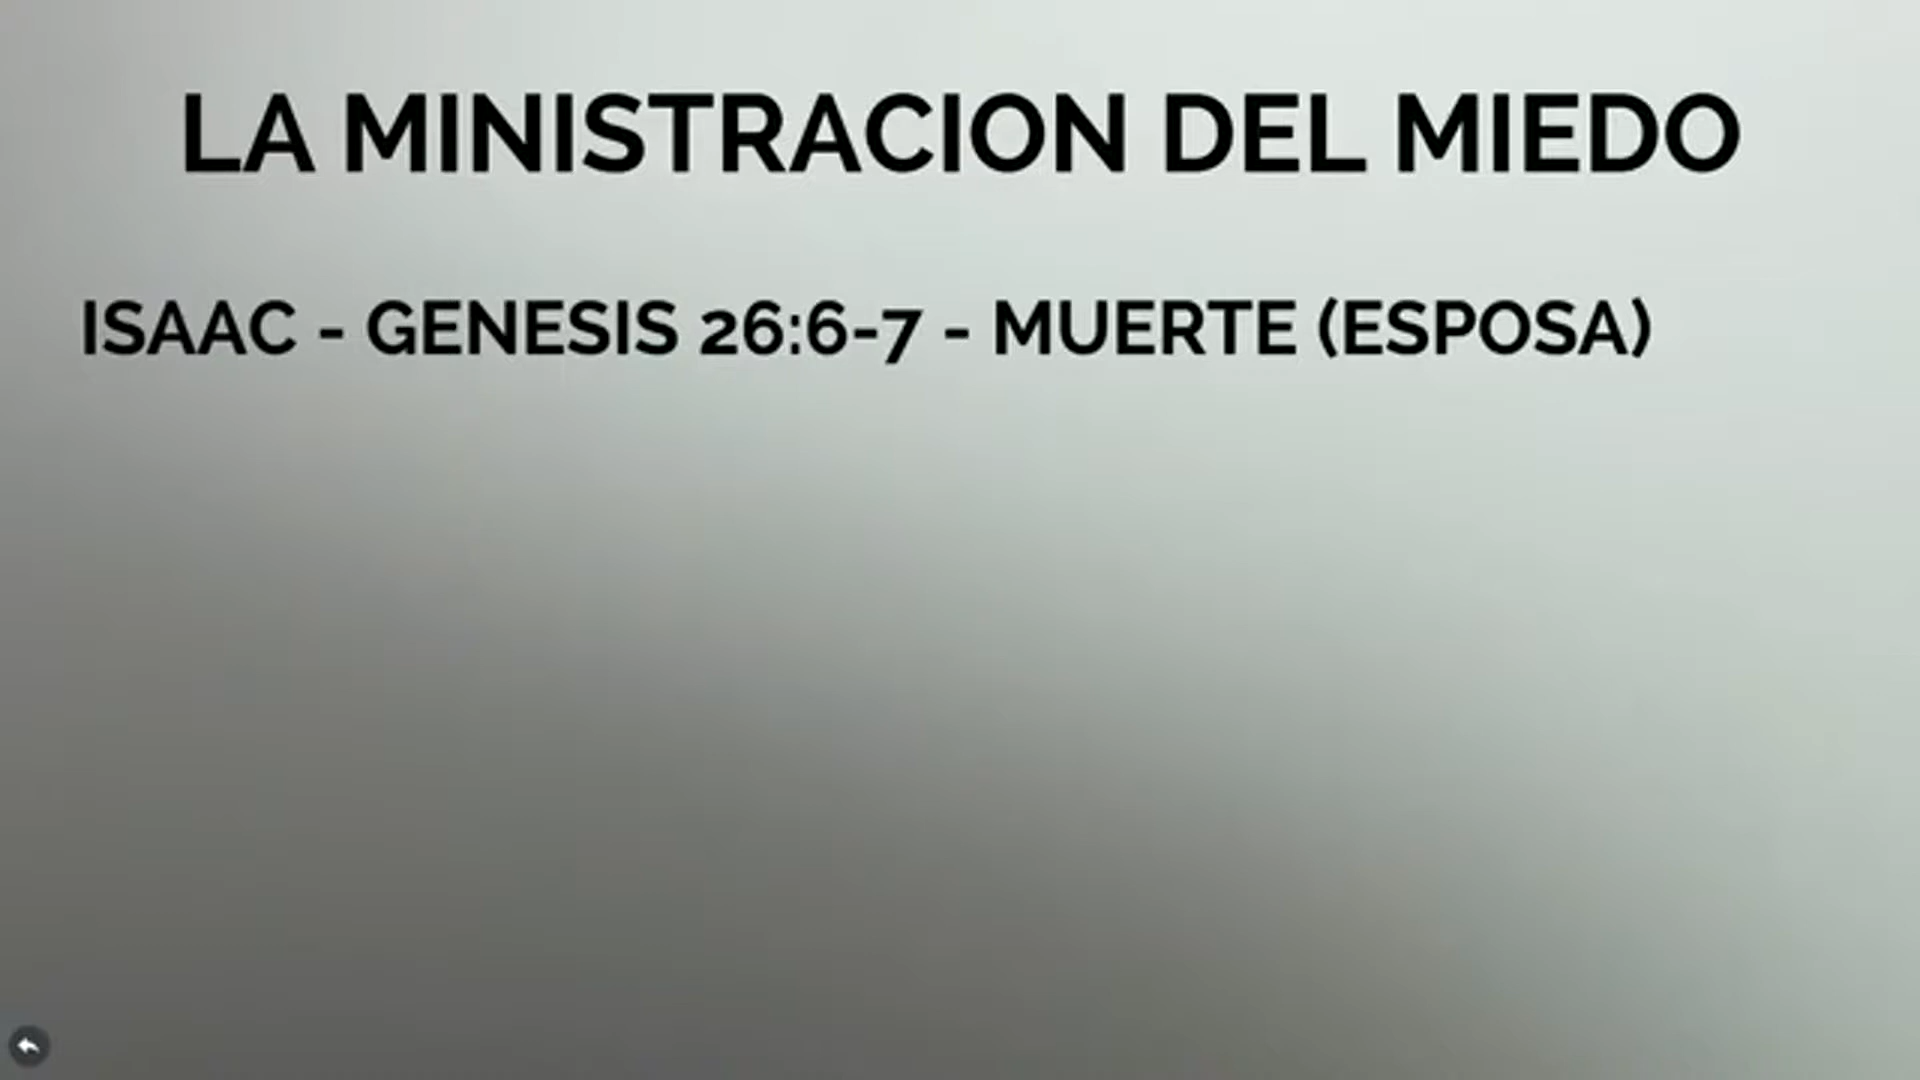 LA MINISTRACION DEL MIEDO
ISAAC - GENESIS 26:6-7 - MUERTE (ESPOSA)